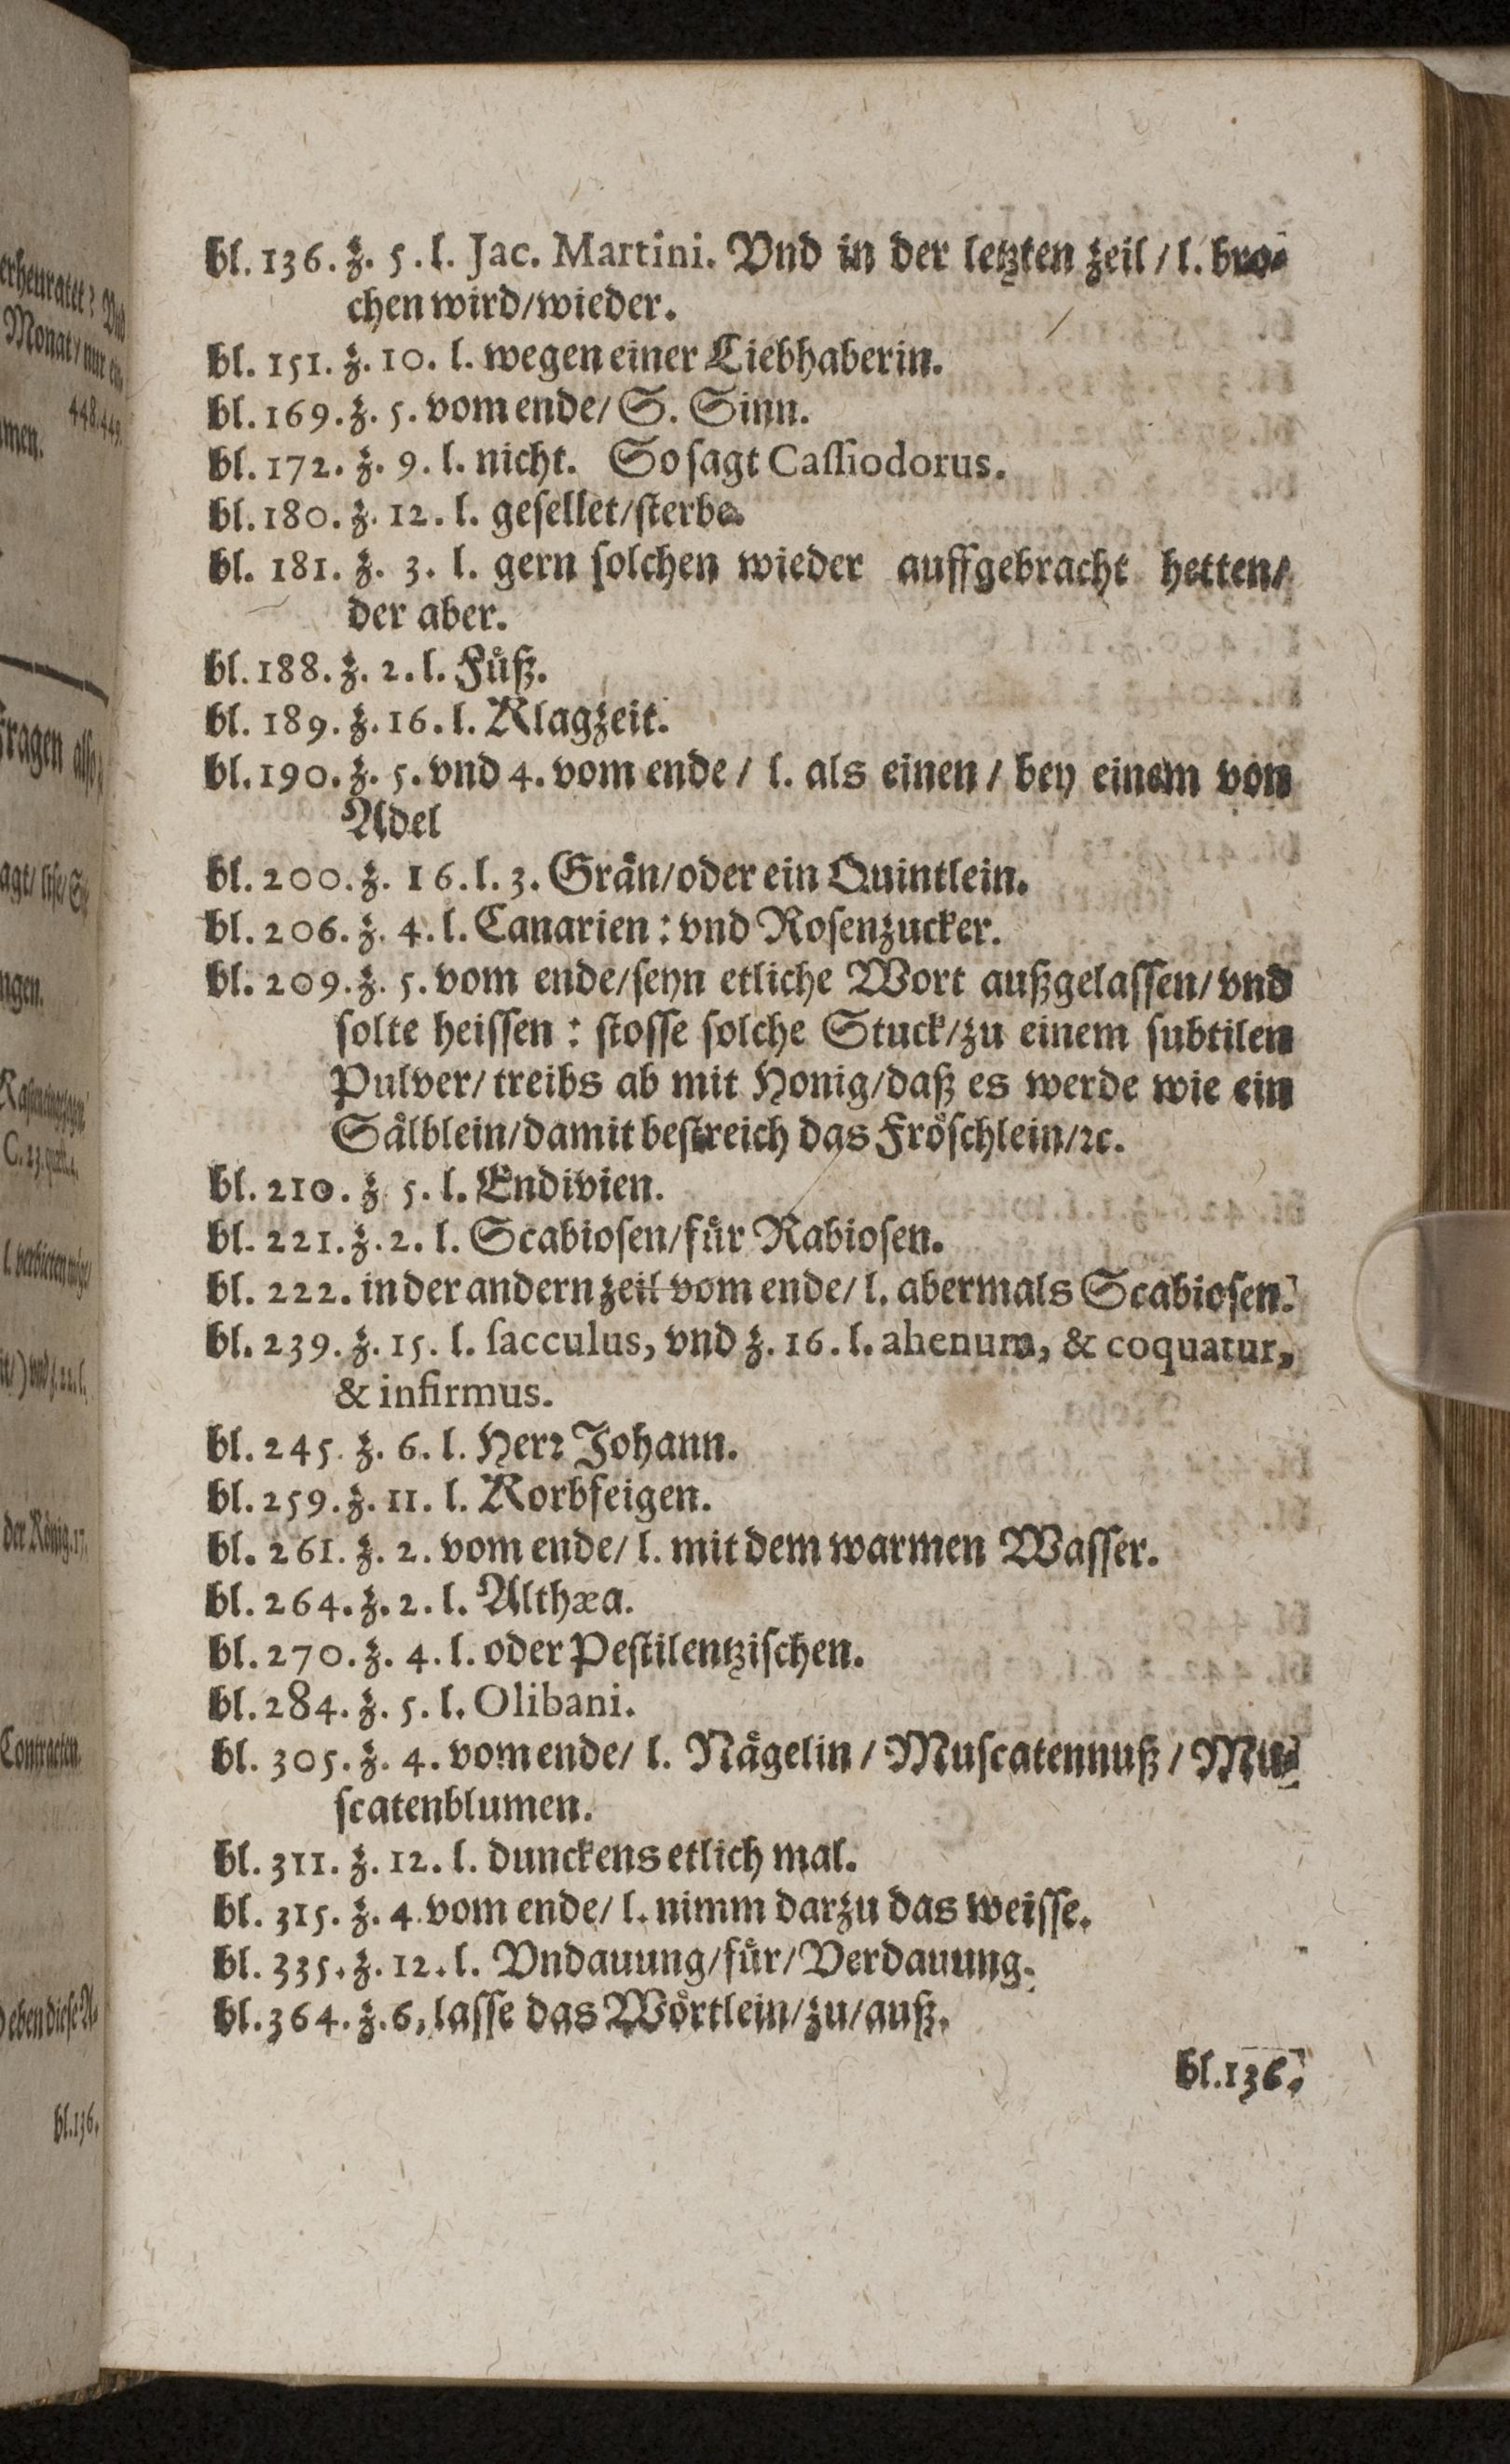 bl. 136. z. 5. l. Jac. Martini. Vnd in der letzten zeil / l. bro-
chen wird/wieder.
bl. 151. z. 10. l. wegen einer Liebhaberin.
bl. 169. z. 5. vom ende/ S. Sinn.
bl. 172. z. 9. l. nicht. So sagt Cassiodorus.
bl. 180. z. 12. l. gesellet/sterbe.
bl. 181. z. 3. l. gern solchen wieder auffgebracht hetten/
der aber.
bl. 188. z. 2. l. Füß.
bl. 189. z. 16. l. Klagzeit.
bl. 190. z. 5. vnd 4. vom ende / l. als einen / bey einem von
Adel
bl. 200. z. 16. l. 3. Grän/oder ein Quintlein.
bl. 206. z. 4. l. Canarien : vnd Rosenzucker.
bl. 209. z. 5. vom ende/seyn etliche Wort außgelassen/vnd
solte heissen : stosse solche Stuck/zu einem subtilen
Pulver/ treibs ab mit Honig/daß es werde wie ein
Sälblein/damit bestreich das Fröschlein/ꝛc.
bl. 210. z 5. l. Endivien.
bl. 221. z. 2. l. Scabiosen/für Rabiosen.
bl. 222. in der andern zeil vom ende/ l. abermals Scabiosen.
bl. 239. z. 15. l. sacculus, vnd z. 16. l. ahenum, & coquatur,
& infirmus.
bl. 245. z. 6. l. Herꝛ Johann.
bl. 259. z. 11. l. Korbfeigen.
bl. 261. z. 2. vom ende/ l. mit dem warmen Wasser.
bl. 264. z. 2. l. Althæa.
bl. 270. z. 4. l. oder Pestilentzischen.
bl. 284. z. 5. l. Olibani.
bl. 305. z. 4. vom ende/ l. Nägelin / Muscatennuß / Mu-
scatenblumen.
bl. 311. z. 12. l. dunckens etlich mal.
bl. 315. z. 4. vom ende/ l. nimm darzu das weisse.
bl. 335. z. 12. l. Vndauung/für/Verdauung.
bl. 364. z. 6, lasse das Wörtlein/zu/auß.
bl. 136.